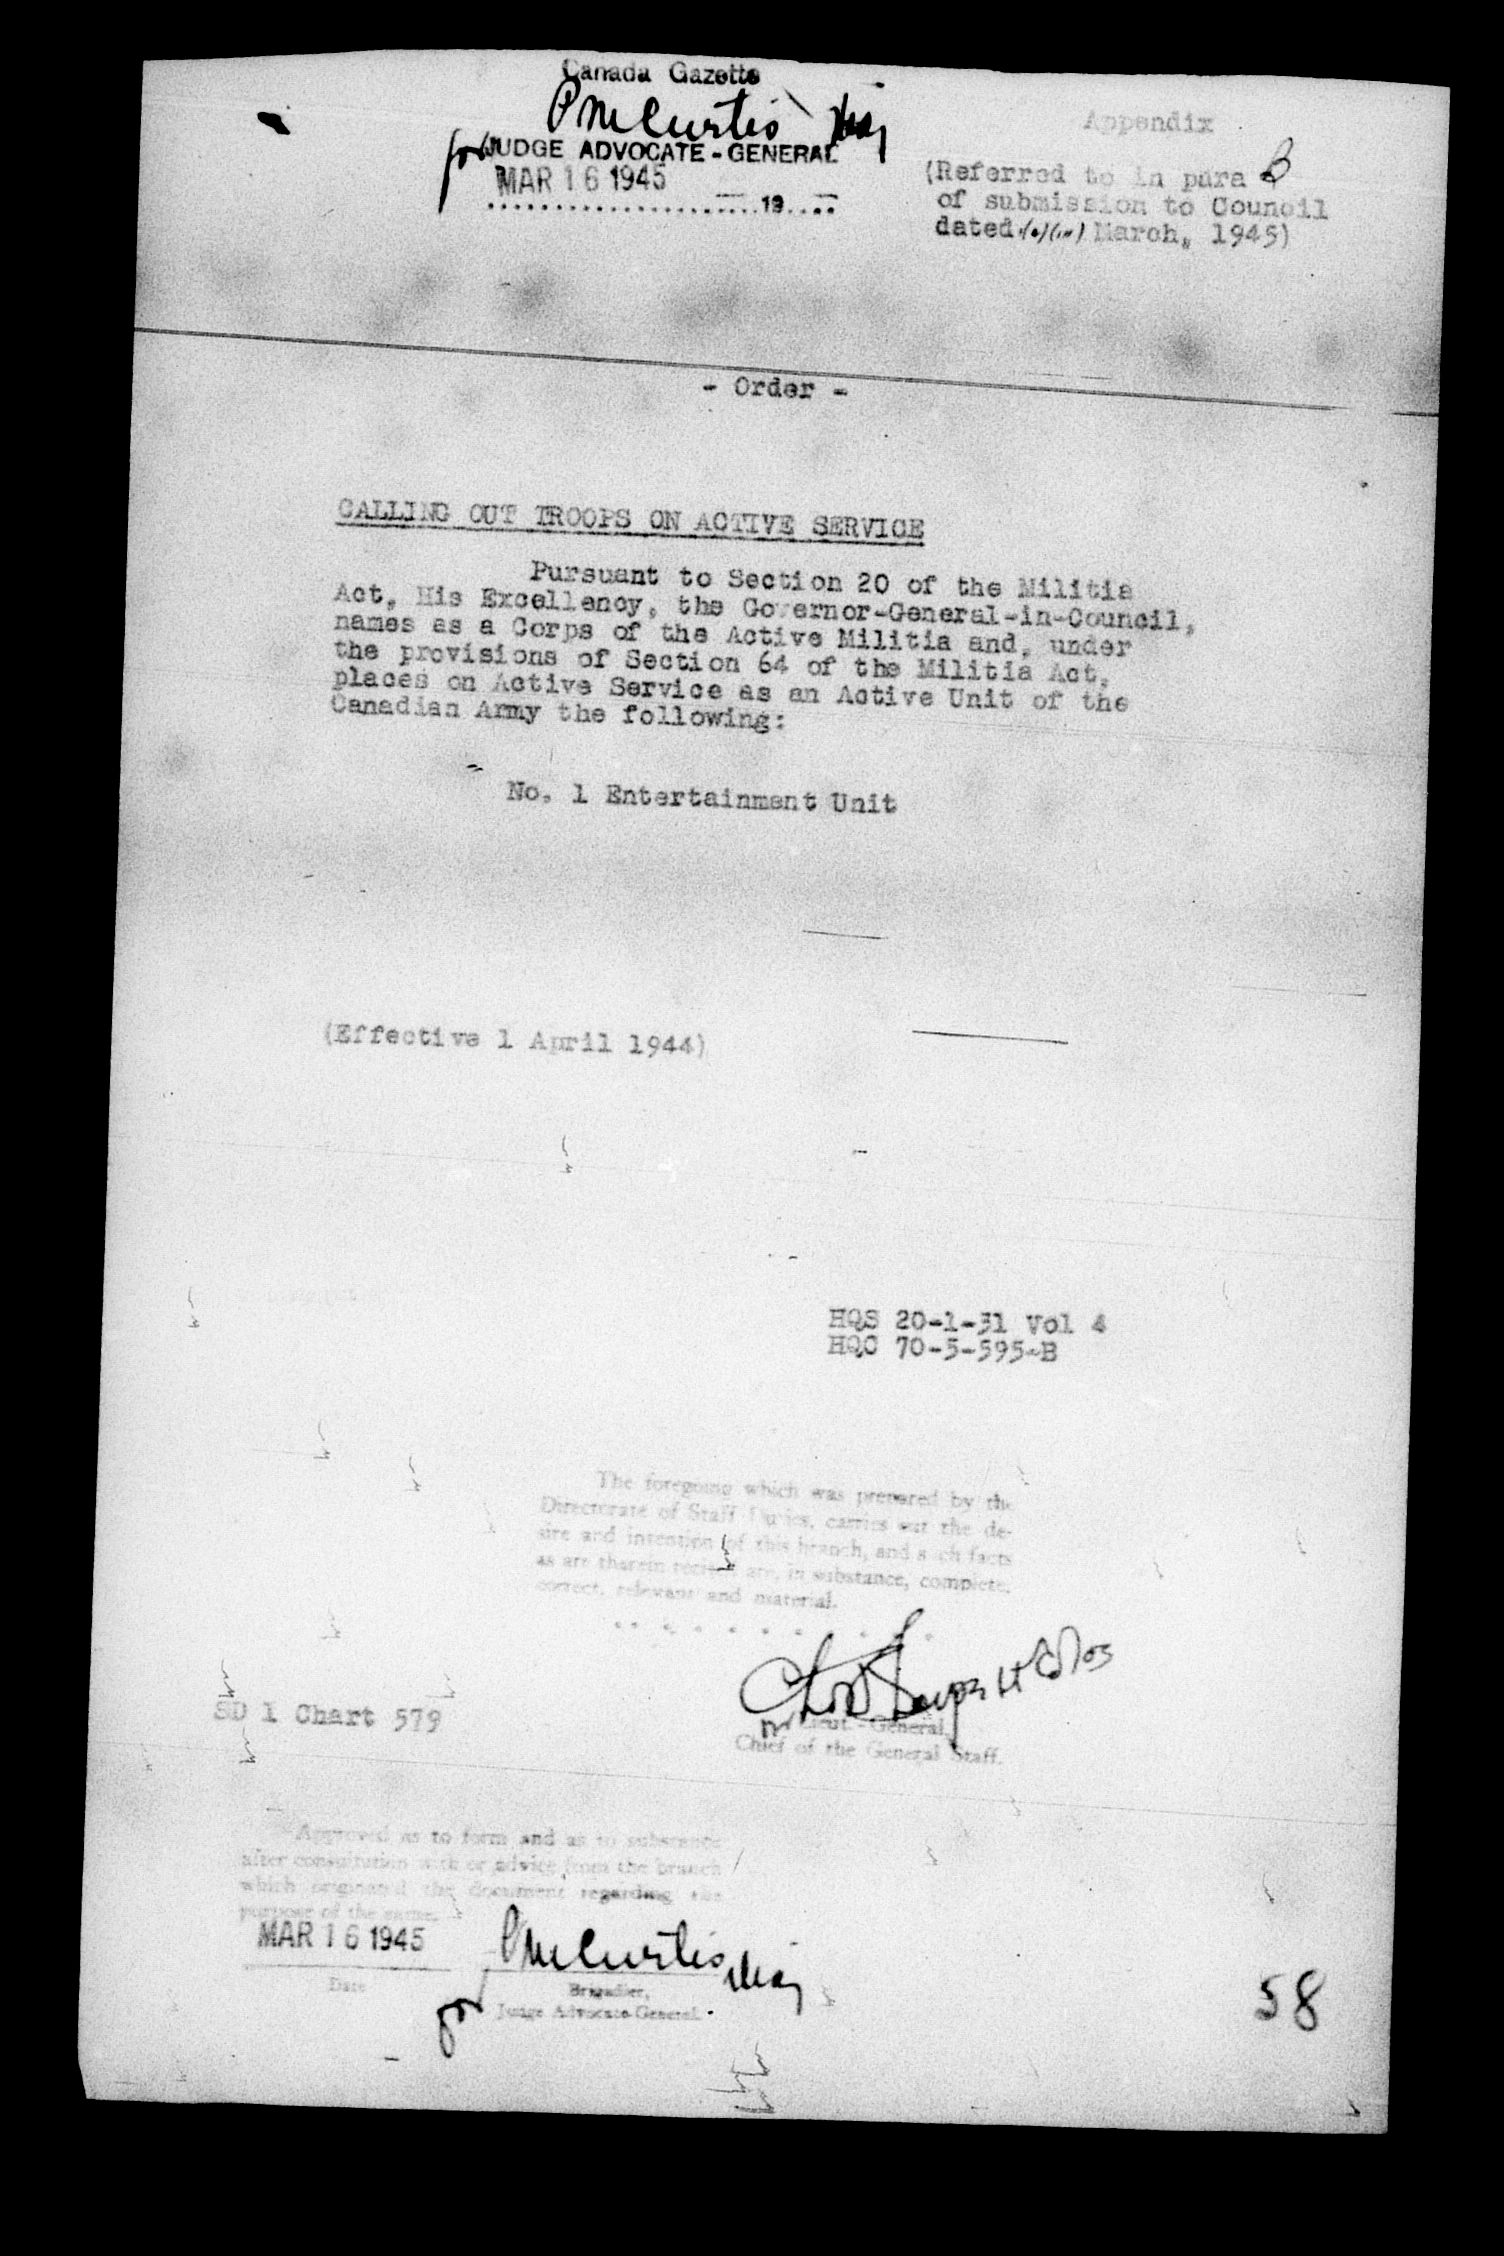 Canada Gazette
PMcCurtis Maj
for JUDGE ADVOCATE-GENERAL
MAR 16 1945
......................19....
Appendix
(Referred to in para B
of submission to Council
dated March, 1945)
- Order -
CALLING OUT TROOPS ON ACTIVE SERVICE
Pursuant to Section 20 of the Militia
Act, His Excellency, the Governor-General-in-Council,
names as a Corps of the Active Militia and, under
the provisions of Section 64 of the Militia Act,
places on Active Service as an Active Unit of the
Canadian Army the following:
No. 1 Entertainment Unit
(Effective 1 April 1944)
HQS 20-1-31 Vol 4
HQC 70-5-595-B
The foregoing which was prepared by the
Directorate of Staff Duties, carries out the de-
sire and intention of this branch, and such facts
as are therein recited are, in substance, complete,
correct, relevant and material.
Lieut.-General,
Chief of the General Staff.
SD 1 Chart 579
Approved as to form and as to substance
after consultation with or advice from the branch
which originated the document regarding the
purpose of the same.
MAR 16 1945
Date
for PMcCurtis Maj
Brigadier,
Judge Advocate-General.
58